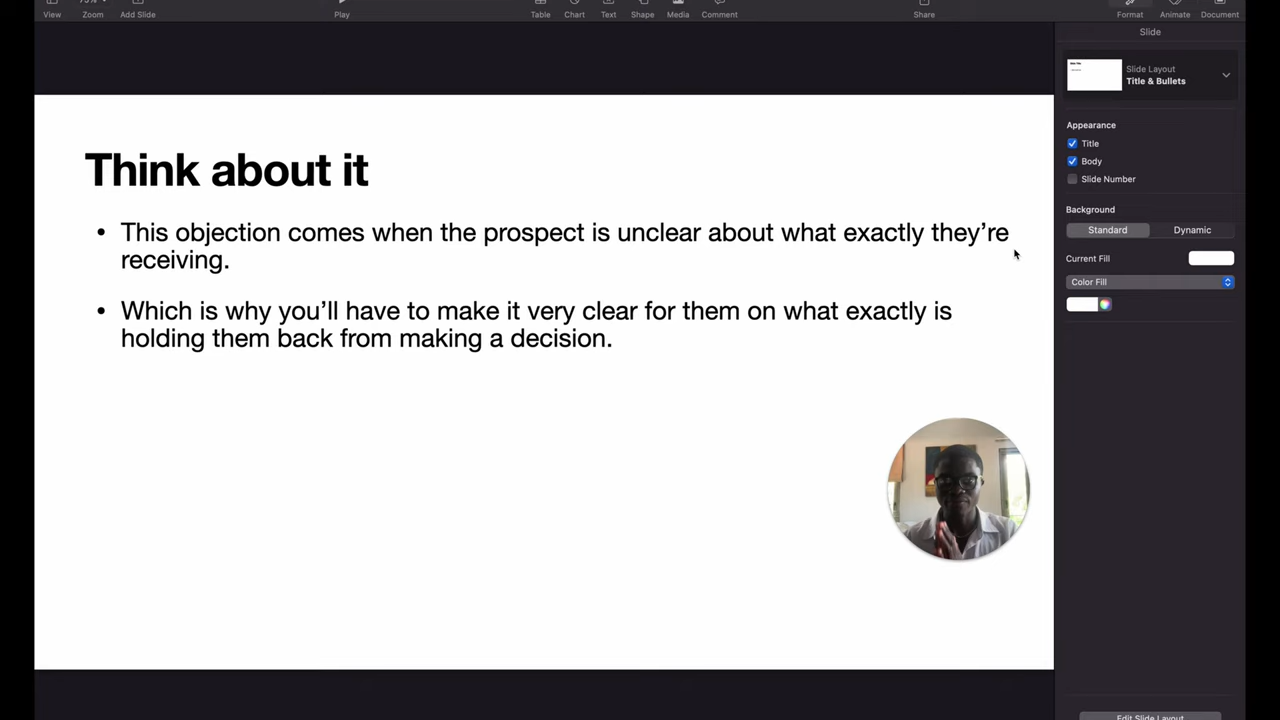 75%
View
Zoom
Add Slide
Play
Table
Chart
Text
Shape
Media
Comment
Share
Format
Animate
Document
Slide
Slide Layout
Title & Bullets
Appearance
Title
Body
Slide Number
Background
Standard
Dynamic
Current Fill
Color Fill
Edit Slide Layout
Think about it
• This objection comes when the prospect is unclear about what exactly they’re
receiving.
• Which is why you’ll have to make it very clear for them on what exactly is
holding them back from making a decision.